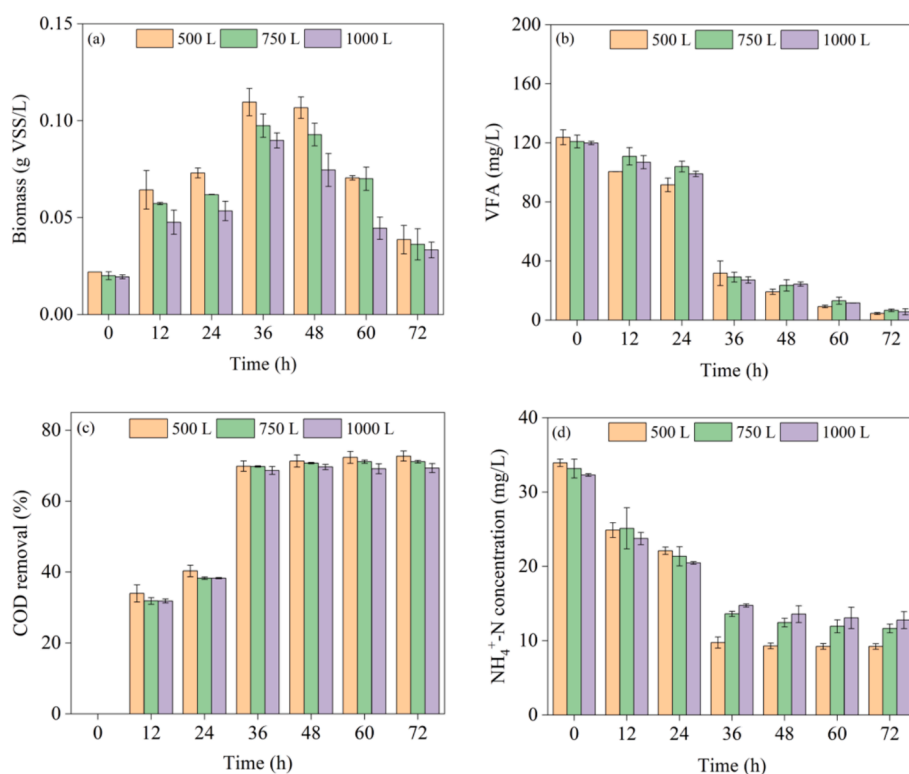 (a)
500 L 750 L 1000 L
0.15
0.10
0.05
0.00
Biomass (g VSS/L)
0 12 24 36 48 60 72
Time (h)
(b)
500 L 750 L 1000 L
200
160
120
80
40
0
VFA (mg/L)
0 12 24 36 48 60 72
Time (h)
(c)
500 L 750 L 1000 L
80
60
40
20
0
COD removal (%)
0 12 24 36 48 60 72
Time (h)
(d)
500 L 750 L 1000 L
40
30
20
10
0
NH₄⁺-N concentration (mg/L)
0 12 24 36 48 60 72
Time (h)